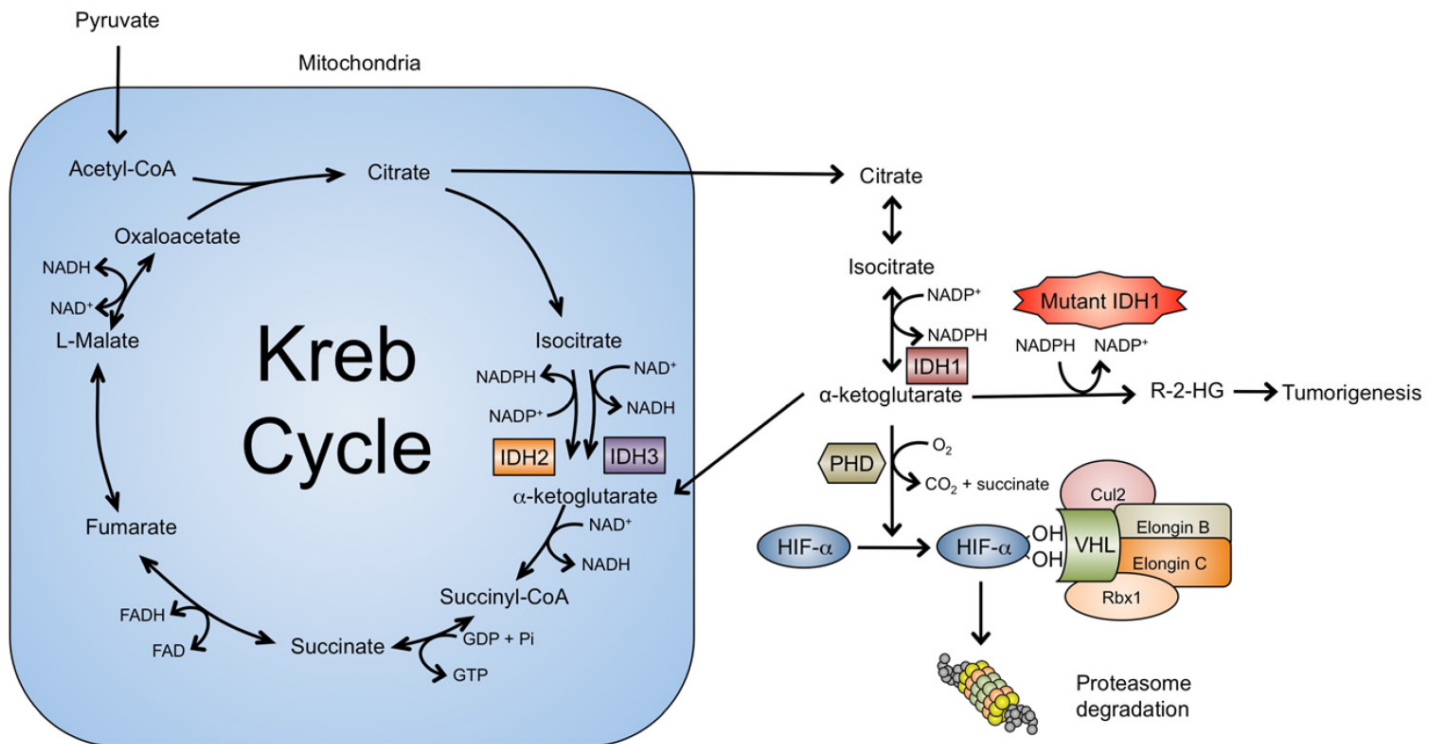 Pyruvate
Mitochondria
Acetyl-CoA
Citrate
Citrate
Oxaloacetate
NADH
NAD⁺
L-Malate
Isocitrate
NADP⁺
NADPH
IDH1
Mutant IDH1
NADPH
NADP⁺
Kreb
Cycle
Isocitrate
NADPH
NADP⁺
NAD⁺
NADH
IDH2
IDH3
α-ketoglutarate
R-2-HG
Tumorigenesis
PHD
O₂
CO₂ + succinate
α-ketoglutarate
NAD⁺
NADH
Fumarate
HIF-α
HIF-α
OH
OH
VHL
Cul2
Elongin B
Elongin C
Rbx1
Succinyl-CoA
FADH
FAD
Succinate
GDP + Pi
GTP
Proteasome
degradation